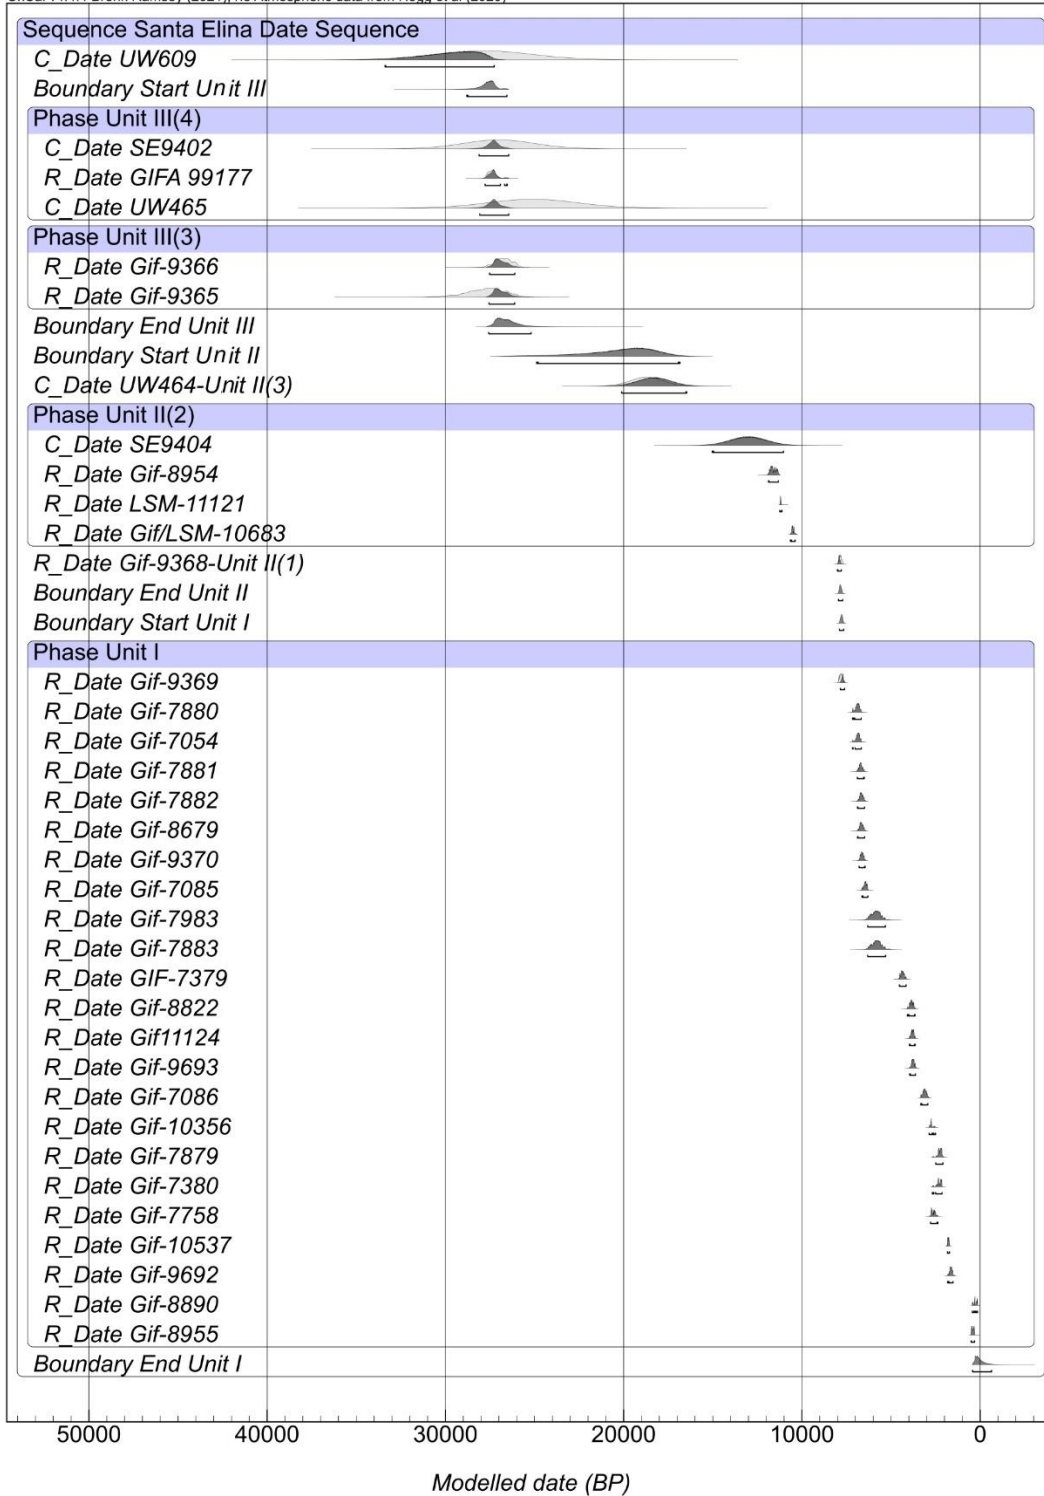 Sequence Santa Elina Date Sequence
C_Date UW609
Boundary Start Unit III
Phase Unit III(4)
C_Date SE9402
R_Date GIFA 99177
C_Date UW465
Phase Unit III(3)
R_Date Gif-9366
R_Date Gif-9365
Boundary End Unit III
Boundary Start Unit II
C_Date UW464-Unit II(3)
Phase Unit II(2)
C_Date SE9404
R_Date Gif-8954
R_Date LSM-11121
R_Date Gif/LSM-10683
R_Date Gif-9368-Unit II(1)
Boundary End Unit II
Boundary Start Unit I
Phase Unit I
R_Date Gif-9369
R_Date Gif-7880
R_Date Gif-7054
R_Date Gif-7881
R_Date Gif-7882
R_Date Gif-8679
R_Date Gif-9370
R_Date Gif-7085
R_Date Gif-7983
R_Date Gif-7883
R_Date GIF-7379
R_Date Gif-8822
R_Date Gif11124
R_Date Gif-9693
R_Date Gif-7086
R_Date Gif-10356
R_Date Gif-7879
R_Date Gif-7380
R_Date Gif-7758
R_Date Gif-10537
R_Date Gif-9692
R_Date Gif-8890
R_Date Gif-8955
Boundary End Unit I
50000 40000 30000 20000 10000 0
Modelled date (BP)